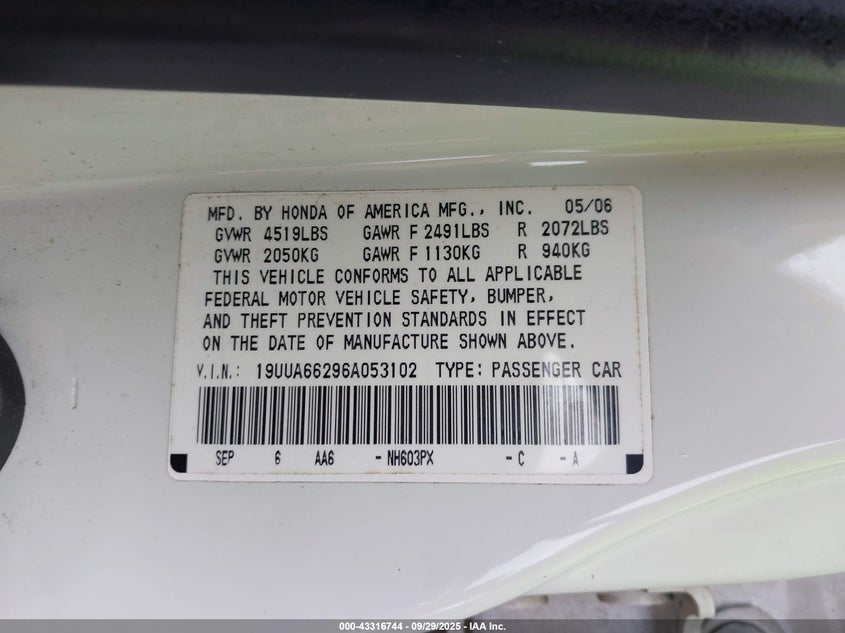 MFD. BY HONDA OF AMERICA MFG., INC. 05/06
GVWR 4519LBS GAWR F 2491LBS R 2072LBS
GVWR 2050KG GAWR F 1130KG R 940KG
THIS VEHICLE CONFORMS TO ALL APPLICABLE
FEDERAL MOTOR VEHICLE SAFETY, BUMPER,
AND THEFT PREVENTION STANDARDS IN EFFECT
ON THE DATE OF MANUFACTURE SHOWN ABOVE.
V.I.N.: 19UUA66296A053102 TYPE: PASSENGER CAR
SEP 6 AA6 - NH603PX - C - A
000-43316744 - 09/29/2025 - IAA Inc.